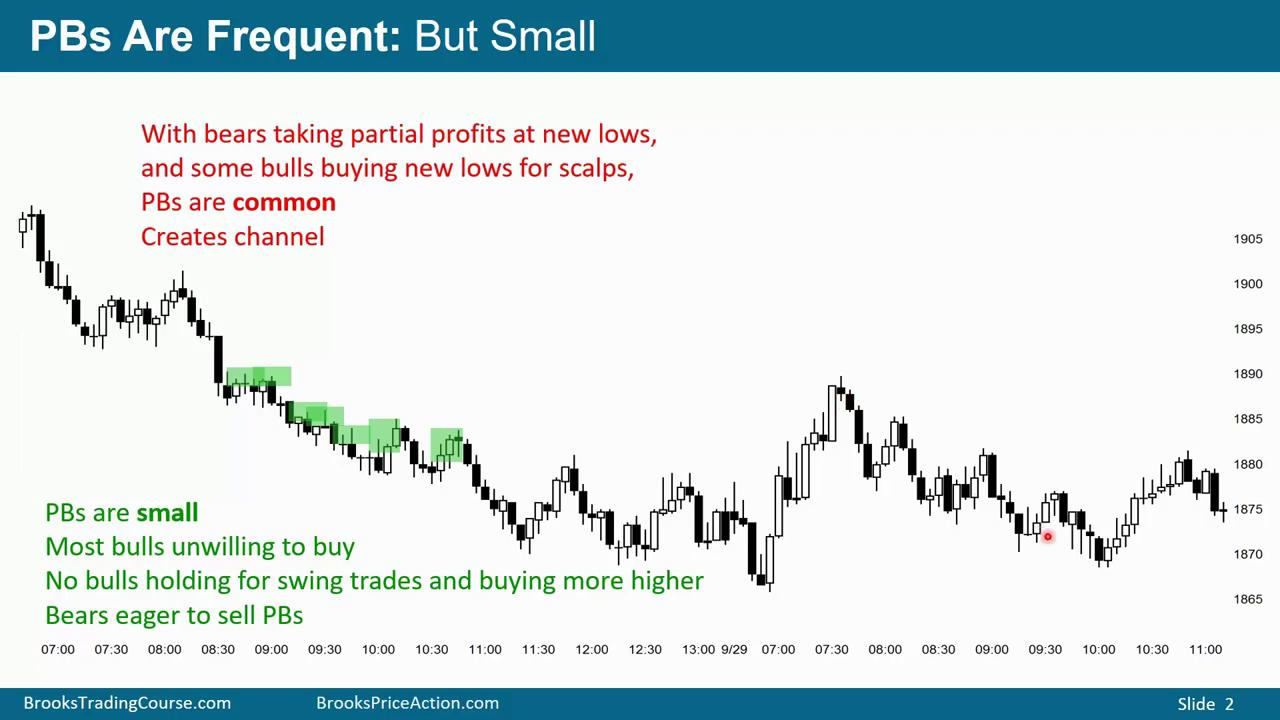 PBs Are Frequent: But Small
With bears taking partial profits at new lows,
and some bulls buying new lows for scalps,
PBs are common
Creates channel
1905
1900
1895
1890
1885
1880
1875
1870
1865
PBs are small
Most bulls unwilling to buy
No bulls holding for swing trades and buying more higher
Bears eager to sell PBs
07:00 07:30 08:00 08:30 09:00 09:30 10:00 10:30 11:00 11:30 12:00 12:30 13:00 9/29 07:00 07:30 08:00 08:30 09:00 09:30 10:00 10:30 11:00
BrooksTradingCourse.com BrooksPriceAction.com Slide 2